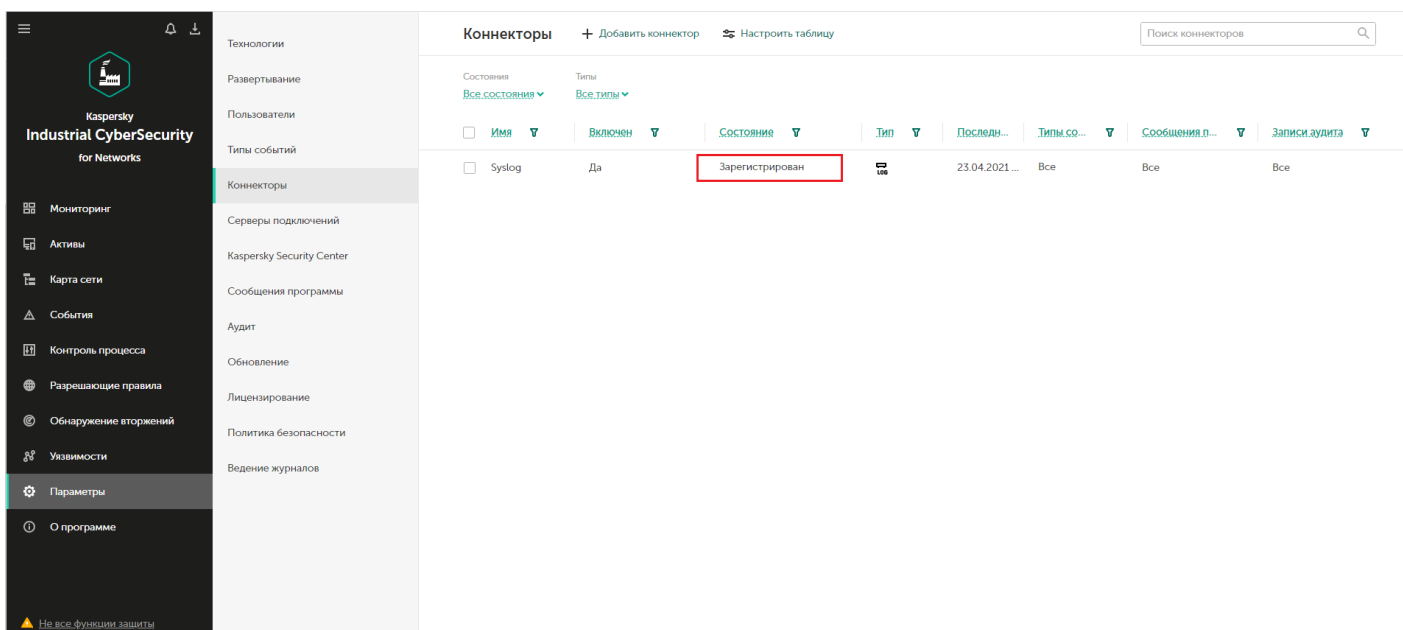 Kaspersky
Industrial CyberSecurity
for Networks
Мониторинг
Активы
Карта сети
События
Контроль процесса
Разрешающие правила
Обнаружение вторжений
Уязвимости
Параметры
О программе
Не все функции защиты
Технологии
Развертывание
Пользователи
Типы событий
Коннекторы
Серверы подключений
Kaspersky Security Center
Сообщения программы
Аудит
Обновление
Лицензирование
Политика безопасности
Ведение журналов
Коннекторы + Добавить коннектор Настроить таблицу Поиск коннекторов
Состояния Типы
Все состояния Все типы
Имя Включен Состояние Тип Последн... Типы со... Сообщения п... Записи аудита
Syslog Да Зарегистрирован LOG 23.04.2021 ... Все Все Все